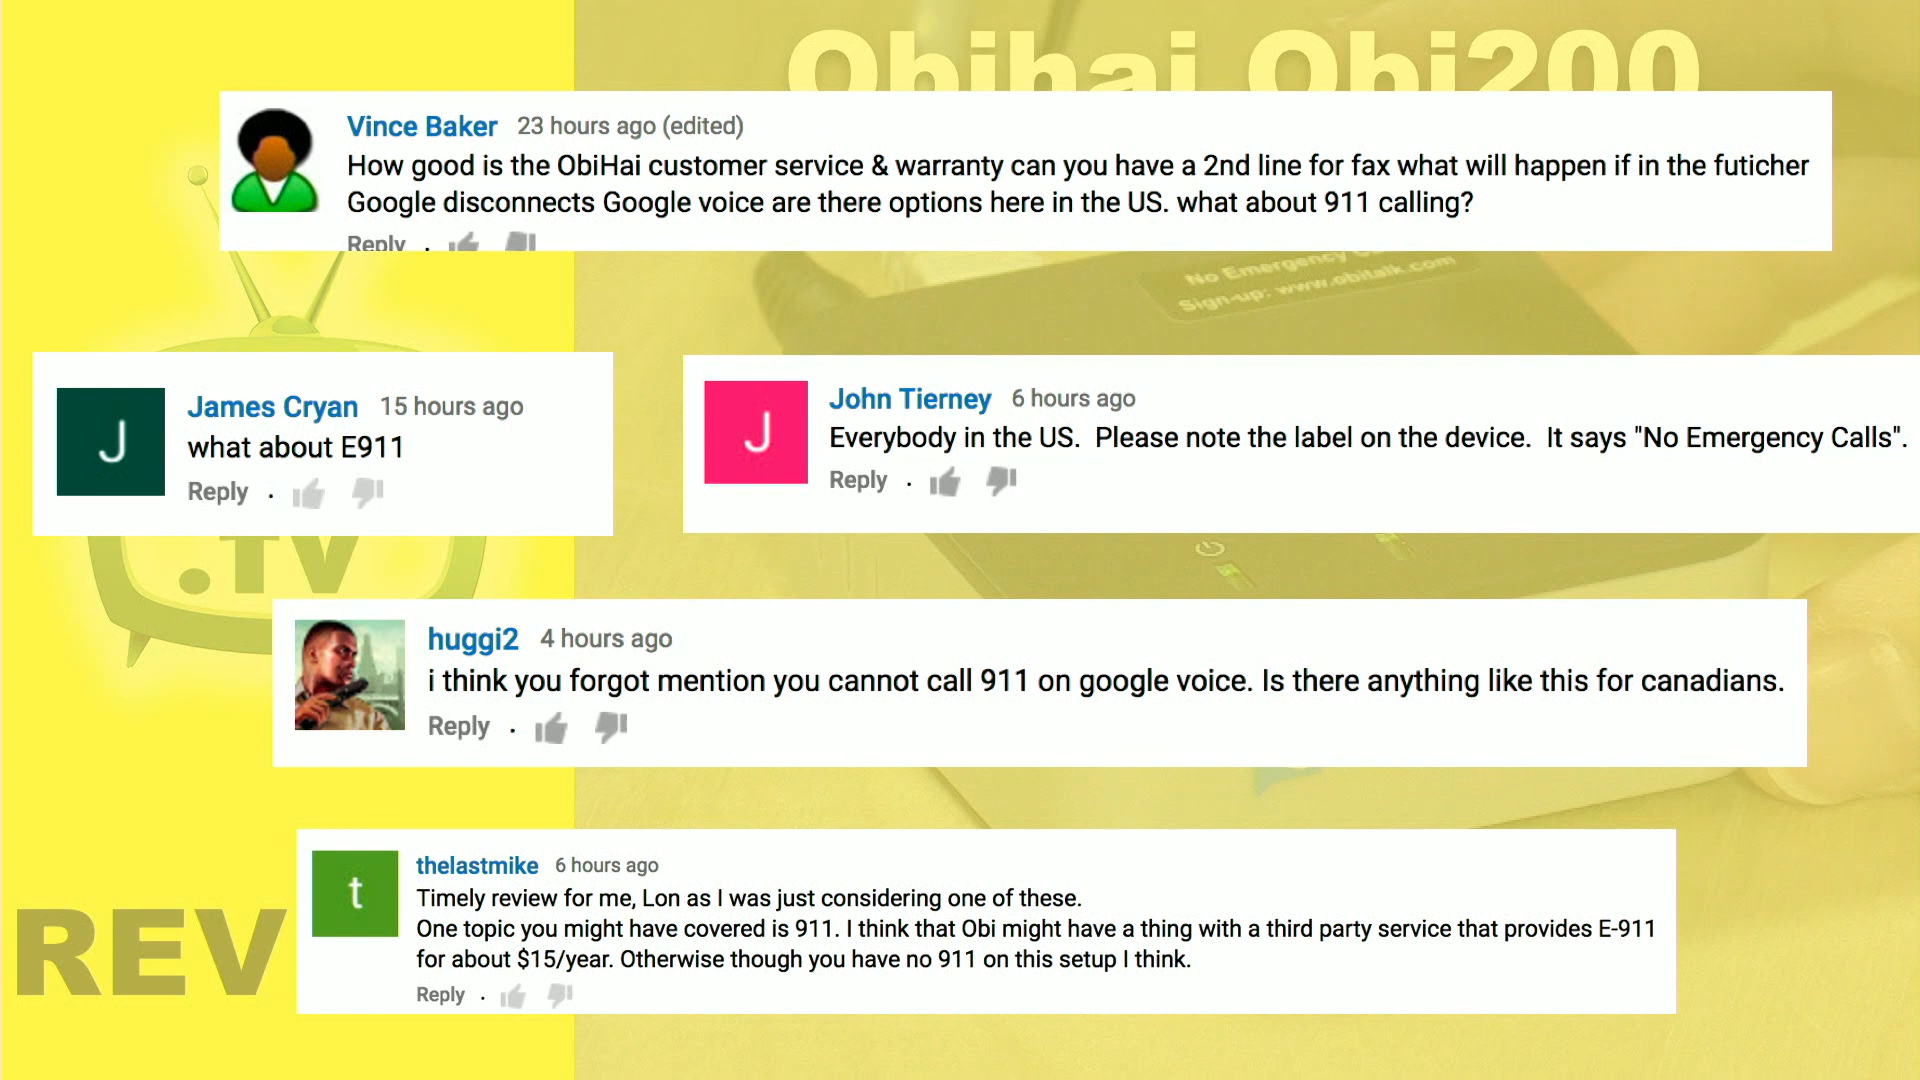 Obihai Obi200
Vince Baker 23 hours ago (edited)
How good is the ObiHai customer service & warranty can you have a 2nd line for fax what will happen if in the futicher
Google disconnects Google voice are there options here in the US. what about 911 calling?
Reply .
No Emergency
Sign-up: www.obitalk.com
J
James Cryan 15 hours ago
what about E911
Reply .
J
John Tierney 6 hours ago
Everybody in the US. Please note the label on the device. It says "No Emergency Calls".
Reply .
.TV
huggi2 4 hours ago
i think you forgot mention you cannot call 911 on google voice. Is there anything like this for canadians.
Reply .
t
thelastmike 6 hours ago
Timely review for me, Lon as I was just considering one of these.
One topic you might have covered is 911. I think that Obi might have a thing with a third party service that provides E-911
for about $15/year. Otherwise though you have no 911 on this setup I think.
Reply .
REV